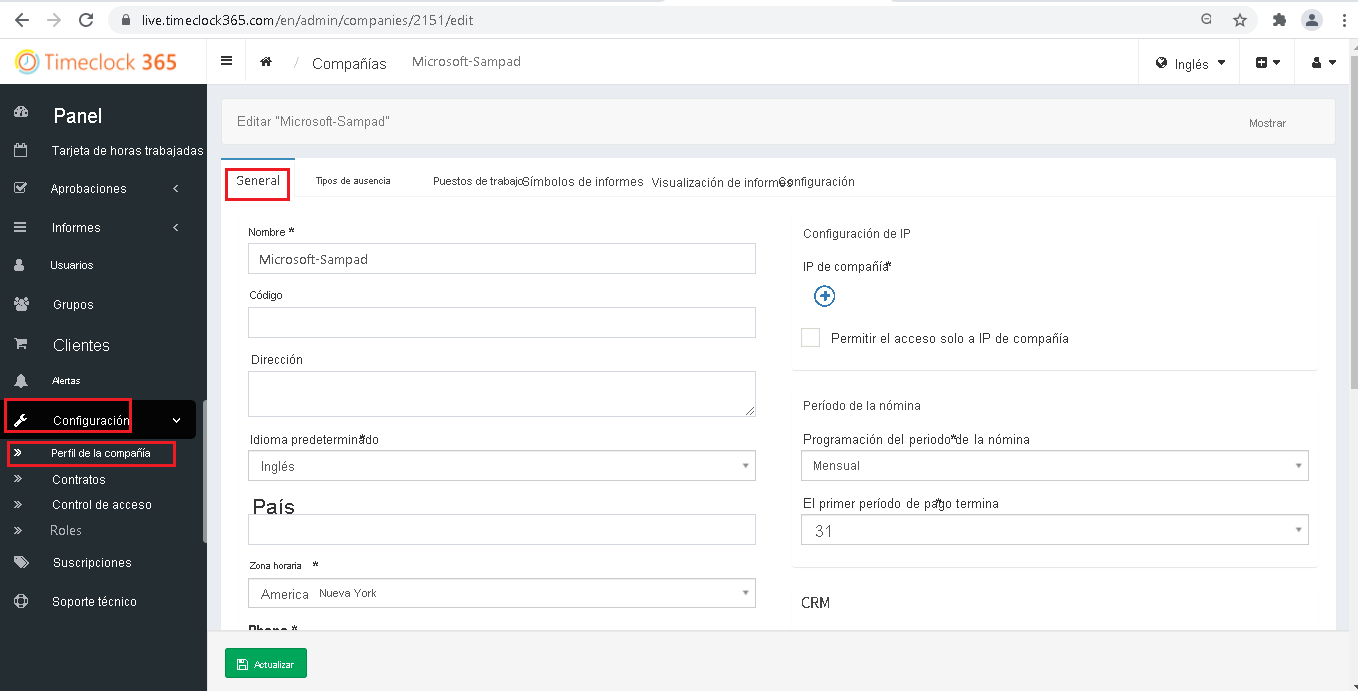 live.timeclock365.com/en/admin/companies/2151/edit
Timeclock 365
/ Compañías Microsoft-Sampad
Inglés
Panel
Tarjeta de horas trabajadas
Aprobaciones
Informes
Usuarios
Grupos
Clientes
Alertas
Configuración
Perfil de la compañía
Contratos
Control de acceso
Roles
Suscripciones
Soporte técnico
Editar "Microsoft-Sampad"
Mostrar
General
Tipos de ausencia
Puestos de trabajo
Símbolos de informes
Visualización de informes
Configuración
Nombre *
Microsoft-Sampad
Código
Dirección
Idioma predeterminado *
Inglés
País
Zona horaria *
America Nueva York
Phone *
Configuración de IP
IP de compañía *
Permitir el acceso solo a IP de compañía
Período de la nómina
Programación del periodo * de la nómina
Mensual
El primer período de pago * termina
31
CRM
Actualizar